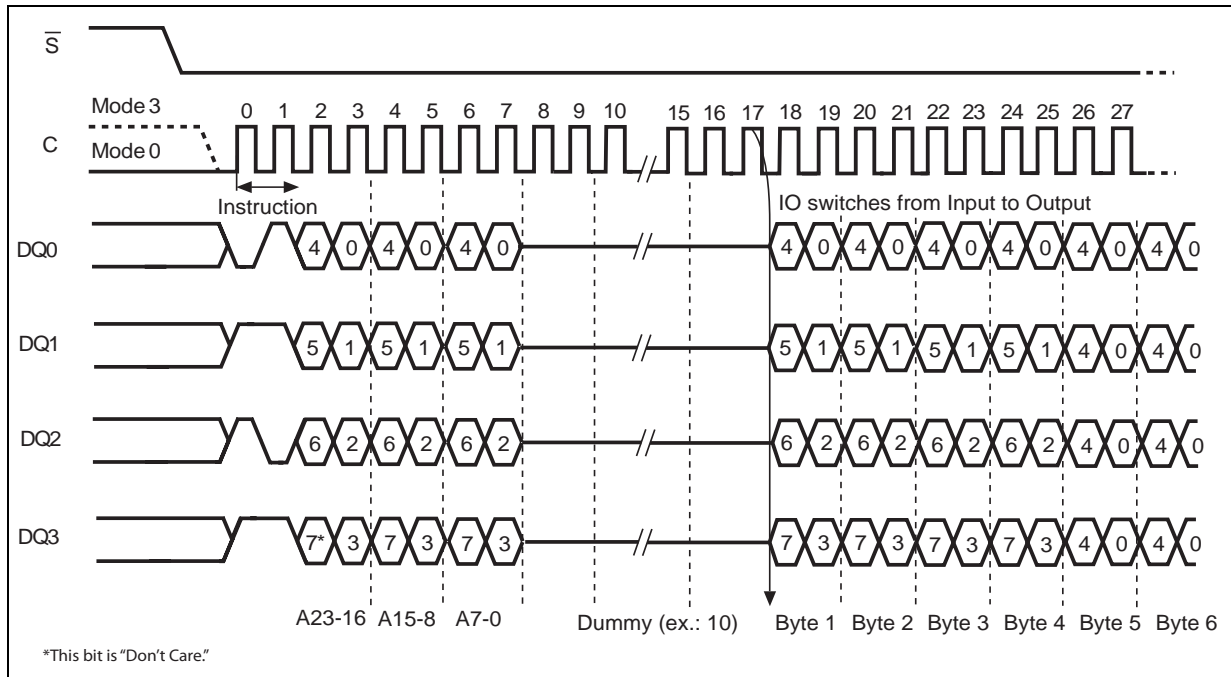 S
Mode 3
0 1 2 3 4 5 6 7 8 9 10 15 16 17 18 19 20 21 22 23 24 25 26 27
C
Mode 0
Instruction
IO switches from Input to Output
DQ0
4 0 4 0 4 0 4 0 4 0 4 0 4 0 4 0 4 0
DQ1
5 1 5 1 5 1 5 1 5 1 5 1 5 1 4 0 4 0
DQ2
6 2 6 2 6 2 6 2 6 2 6 2 6 2 4 0 4 0
DQ3
7* 3 7 3 7 3 7 3 7 3 7 3 7 3 4 0 4 0
A23-16 A15-8 A7-0 Dummy (ex.: 10) Byte 1 Byte 2 Byte 3 Byte 4 Byte 5 Byte 6
*This bit is "Don't Care."